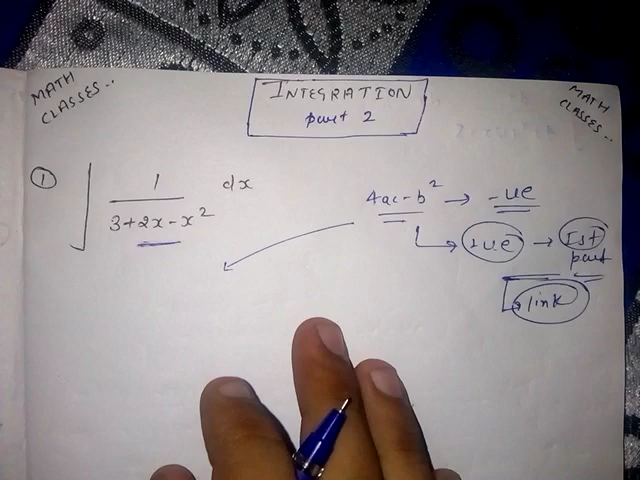 MATH
CLASSES..
INTEGRATION
part 2
MATH
CLASSES...
① ∫ 1/(3+2x-x²) dx
4ac-b² → -ve
→ +ve → Ist
part
link